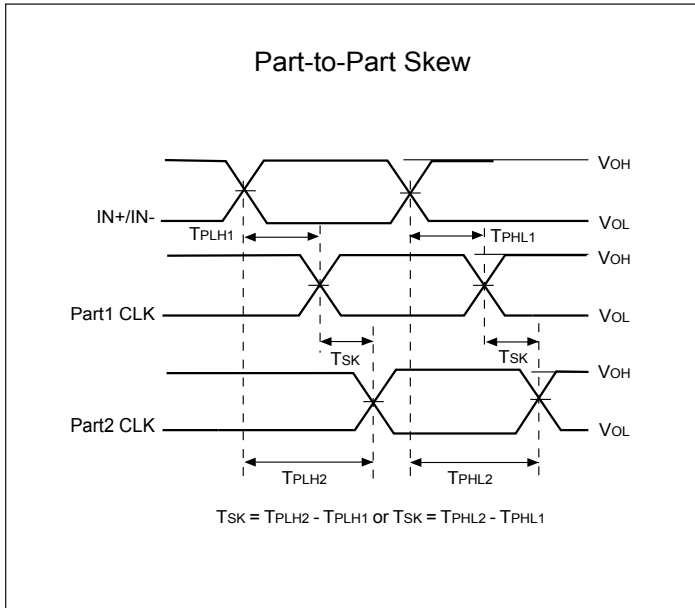 Part-to-Part Skew
VOH
IN+/IN-
VOL
TPLH1
TPHL1
VOH
Part1 CLK
VOL
TSK
TSK
VOH
Part2 CLK
VOL
TPLH2
TPHL2
TSK = TPLH2 - TPLH1 or TSK = TPHL2 - TPHL1